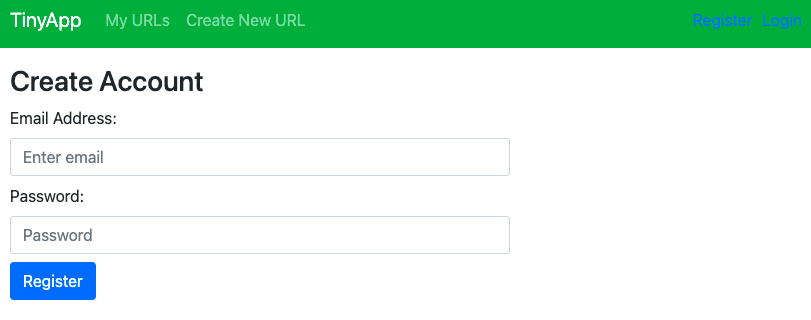 TinyApp My URLs Create New URL Register Login
Create Account
Email Address:
Enter email
Password:
Password
Register